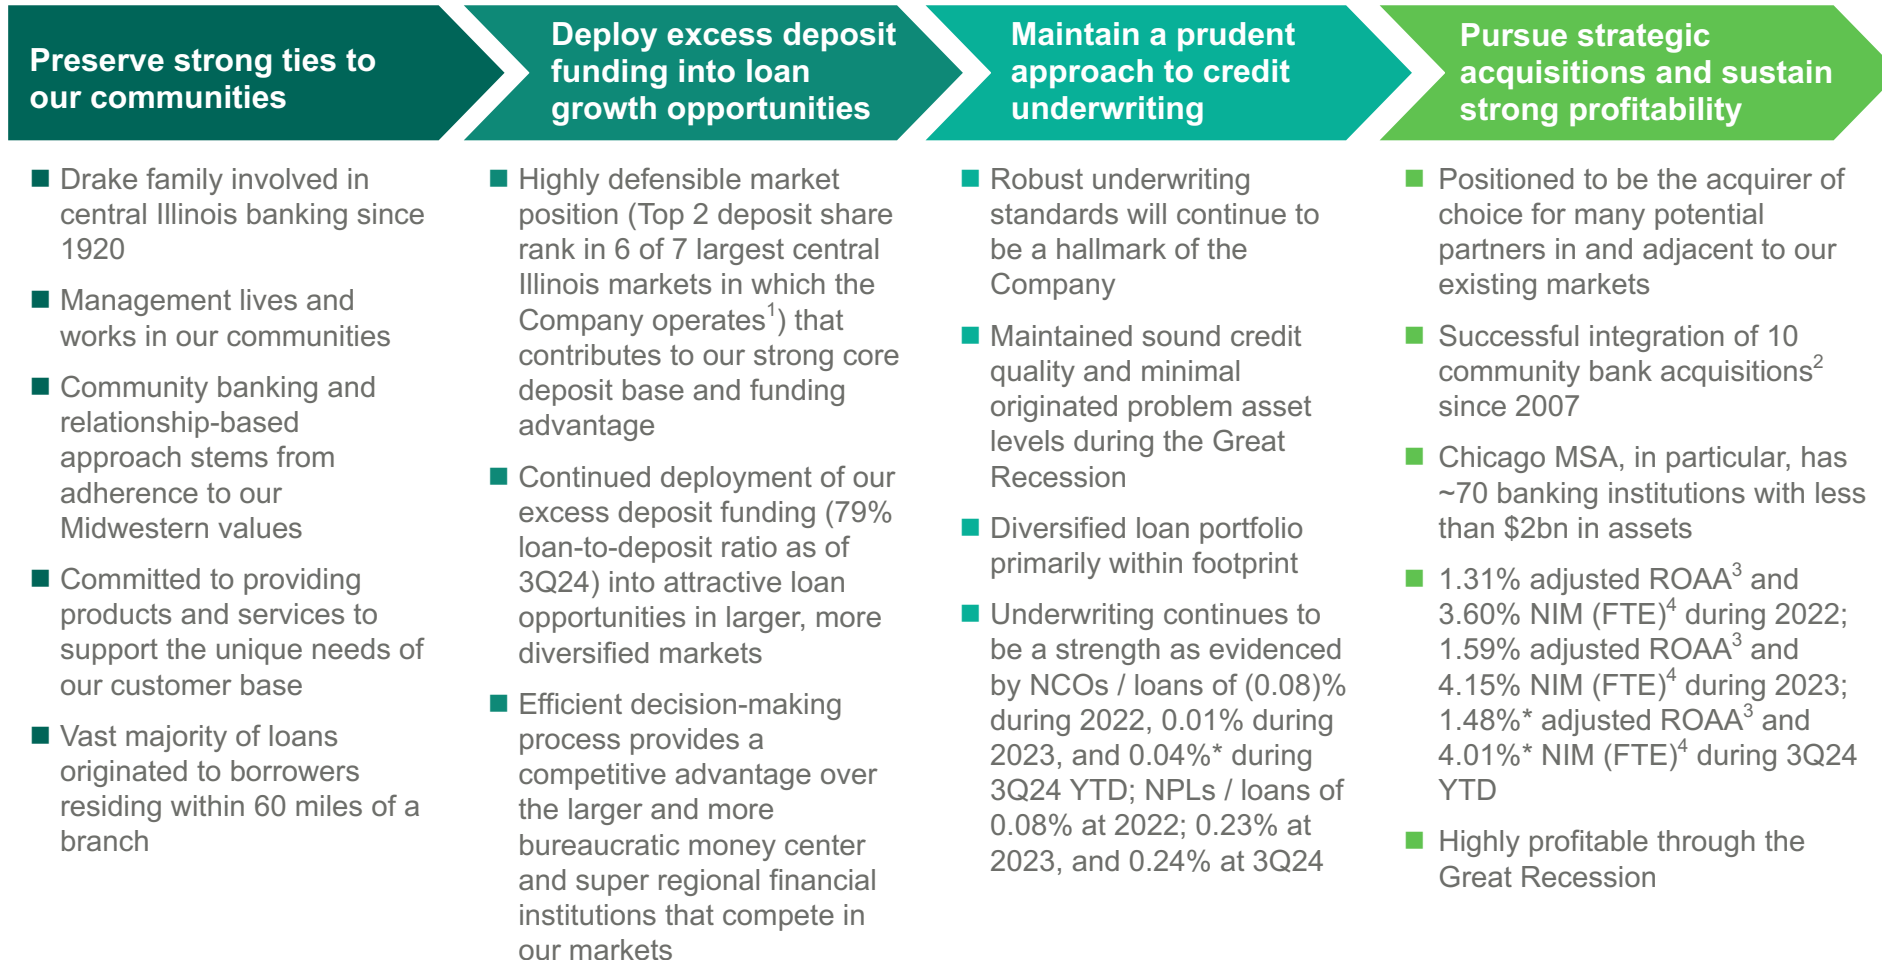 Preserve strong ties to
our communities
Drake family involved in
central Illinois banking since
1920
Management lives and
works in our communities
Community banking and
relationship-based
approach stems from
adherence to our
Midwestern values
Committed to providing
products and services to
support the unique needs of
our customer base
Vast majority of loans
originated to borrowers
residing within 60 miles of a
branch
Deploy excess deposit
funding into loan
growth opportunities
Highly defensible market
position (Top 2 deposit share
rank in 6 of 7 largest central
Illinois markets in which the
Company operates¹) that
contributes to our strong core
deposit base and funding
advantage
Continued deployment of our
excess deposit funding (79%
loan-to-deposit ratio as of
3Q24) into attractive loan
opportunities in larger, more
diversified markets
Efficient decision-making
process provides a
competitive advantage over
the larger and more
bureaucratic money center
and super regional financial
institutions that compete in
our markets
Maintain a prudent
approach to credit
underwriting
Robust underwriting
standards will continue to
be a hallmark of the
Company
Maintained sound credit
quality and minimal
originated problem asset
levels during the Great
Recession
Diversified loan portfolio
primarily within footprint
Underwriting continues to
be a strength as evidenced
by NCOs / loans of (0.08)%
during 2022, 0.01% during
2023, and 0.04%* during
3Q24 YTD; NPLs / loans of
0.08% at 2022; 0.23% at
2023, and 0.24% at 3Q24
Pursue strategic
acquisitions and sustain
strong profitability
Positioned to be the acquirer of
choice for many potential
partners in and adjacent to our
existing markets
Successful integration of 10
community bank acquisitions²
since 2007
Chicago MSA, in particular, has
~70 banking institutions with less
than $2bn in assets
1.31% adjusted ROAA³ and
3.60% NIM (FTE)⁴ during 2022;
1.59% adjusted ROAA³ and
4.15% NIM (FTE)⁴ during 2023;
1.48%* adjusted ROAA³ and
4.01%* NIM (FTE)⁴ during 3Q24
YTD
Highly profitable through the
Great Recession